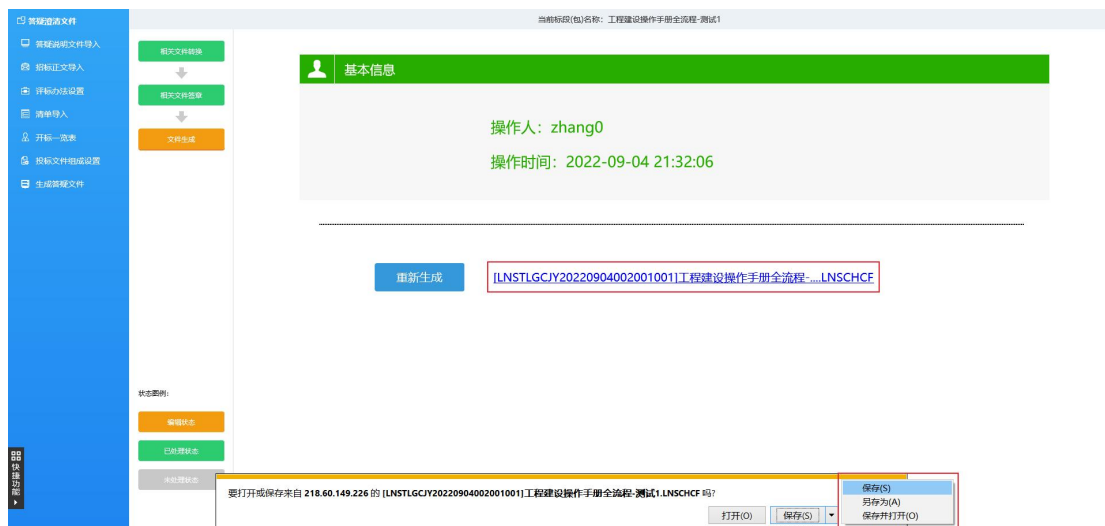 答疑澄清文件
当前标段(包)名称：工程建设操作手册全流程-测试1
答疑说明文件导入
招标正文导入
评标办法设置
清单导入
开标一览表
投标文件组成设置
生成答疑文件
相关文件转换
相关文件签章
文件生成
基本信息
操作人：zhang0
操作时间：2022-09-04 21:32:06
重新生成
[LNSTLGCJY20220904002001001]工程建设操作手册全流程-....LNSCHCF
状态图例：
编辑状态
已处理状态
未处理状态
快捷功能
要打开或保存来自 218.60.149.226 的 [LNSTLGCJY20220904002001001]工程建设操作手册全流程-测试1.LNSCHCF 吗?
打开(O)
保存(S)
保存(S)
另存为(A)
保存并打开(O)